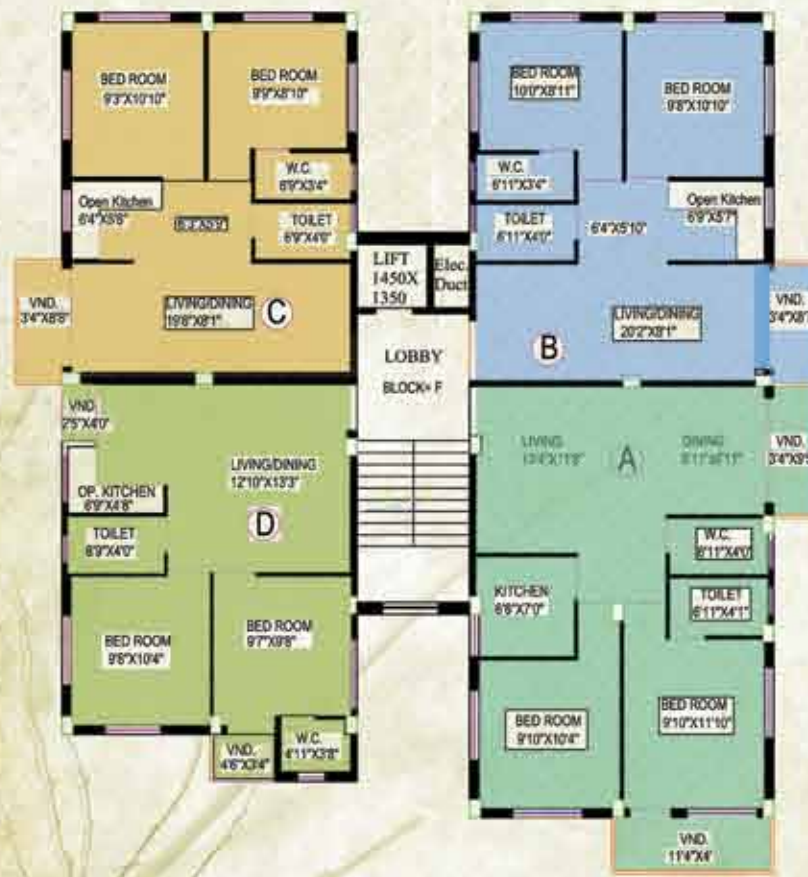 BED ROOM
9'3"X10'10"
BED ROOM
9'9"X8'10"
W.C.
6'9"X3'4"
Open Kitchen
6'4"X5'8"
TOILET
6'9"X4'0"
VND.
3'4"X8'8"
LIVING/DINING
19'8"X8'1"
C
BED ROOM
10'0"X8'11"
BED ROOM
9'8"X10'10"
W.C.
6'11"X3'4"
TOILET
6'11"X4'0"
6'4"X5'10"
Open Kitchen
6'9"X5'7"
LIVING/DINING
20'2"X8'1"
B
VND.
LIFT
1450X
1350
Elec.
Duct
LOBBY
BLOCK= F
VND
2'5"X4'0"
LIVING/DINING
12'10"X13'3"
OP. KITCHEN
6'9"X4'8"
D
TOILET
6'9"X4'0"
BED ROOM
9'8"X10'4"
BED ROOM
9'7"X9'8"
VND.
4'6"X3'4"
W.C.
4'11"X3'8"
LIVING
DINING
A
VND.
W.C.
6'11"X4'0"
KITCHEN
6'8"X7'0"
TOILET
6'11"X4'1"
BED ROOM
9'10"X10'4"
BED ROOM
9'10"X11'10"
VND.
11'4"X4'